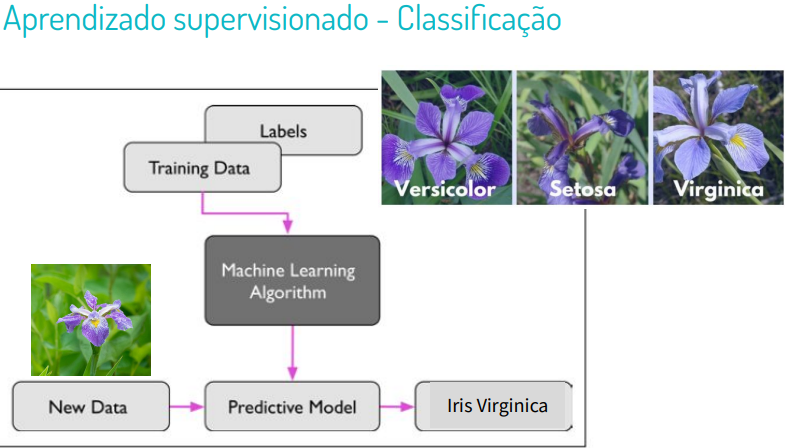 Aprendizado supervisionado - Classificação
Labels
Training Data
Versicolor
Setosa
Virginica
Machine Learning
Algorithm
New Data
Predictive Model
Iris Virginica